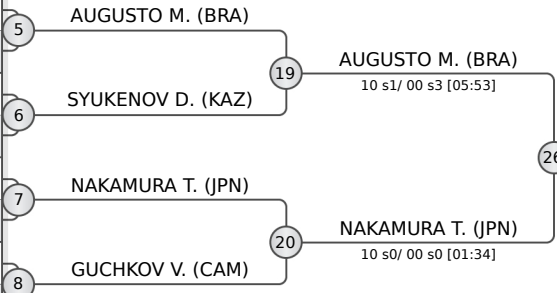 AUGUSTO M. (BRA)
5
19
AUGUSTO M. (BRA)
10 s1/ 00 s3 [05:53]
SYUKENOV D. (KAZ)
6
26
NAKAMURA T. (JPN)
7
20
NAKAMURA T. (JPN)
10 s0/ 00 s0 [01:34]
GUCHKOV V. (CAM)
8